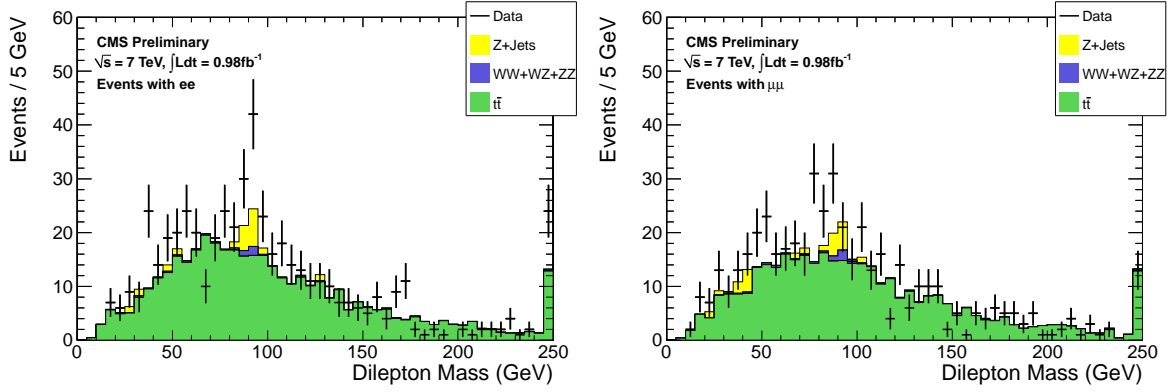 Events / 5 GeV
60
50
40
30
20
10
0
CMS Preliminary
√s = 7 TeV, ∫Ldt = 0.98fb⁻¹
Events with ee
Data
Z+Jets
WW+WZ+ZZ
tt̄
0 50 100 150 200 250
Dilepton Mass (GeV)
Events / 5 GeV
60
50
40
30
20
10
0
CMS Preliminary
√s = 7 TeV, ∫Ldt = 0.98fb⁻¹
Events with μμ
Data
Z+Jets
WW+WZ+ZZ
tt̄
0 50 100 150 200 250
Dilepton Mass (GeV)